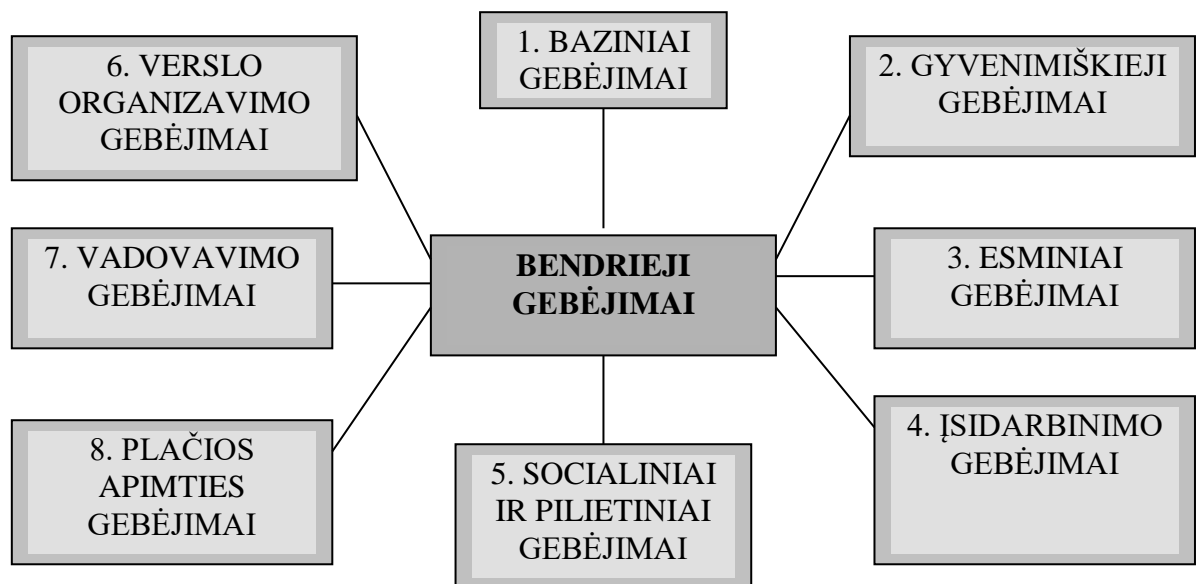 1. BAZINIAI
GEBĖJIMAI
6. VERSLO
ORGANIZAVIMO
GEBĖJIMAI
2. GYVENIMIŠKIEJI
GEBĖJIMAI
7. VADOVAVIMO
GEBĖJIMAI
BENDRIEJI
GEBĖJIMAI
3. ESMINIAI
GEBĖJIMAI
8. PLAČIOS
APIMTIES
GEBĖJIMAI
5. SOCIALINIAI
IR PILIETINIAI
GEBĖJIMAI
4. ĮSIDARBINIMO
GEBĖJIMAI